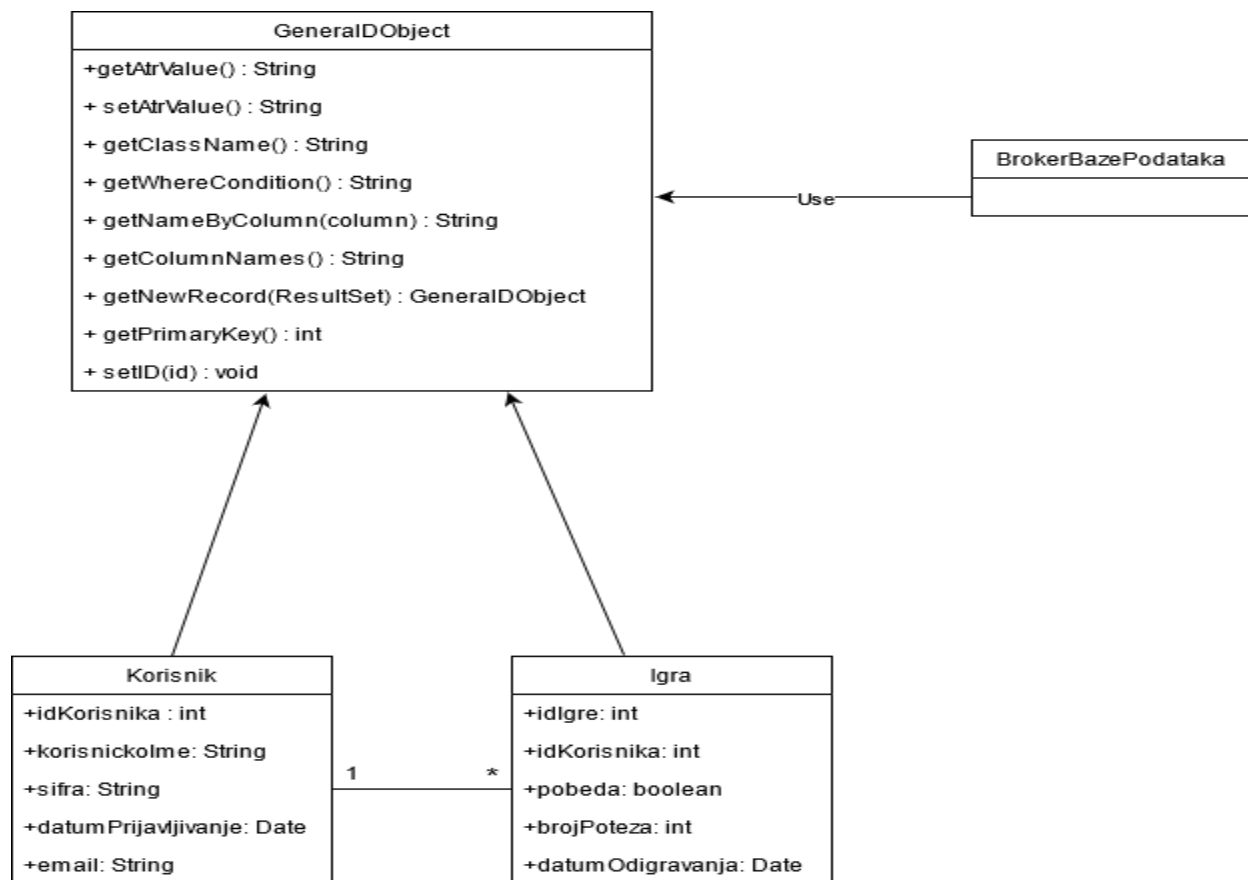 GeneralDObject
+getAtrValue() : String
+ setAtrValue() : String
+ getClassName() : String
+ getWhereCondition() : String
+ getNameByColumn(column) : String
+ getColumnNames() : String
+ getNewRecord(ResultSet) : GeneralDObject
+ getPrimaryKey() : int
+ setID(id) : void
Use
BrokerBazePodataka
Korisnik
+idKorisnika : int
+korisnickoIme: String
+sifra: String
+datumPrijavljivanje: Date
+email: String
1
*
Igra
+idIgre: int
+idKorisnika: int
+pobeda: boolean
+brojPoteza: int
+datumOdigravanja: Date